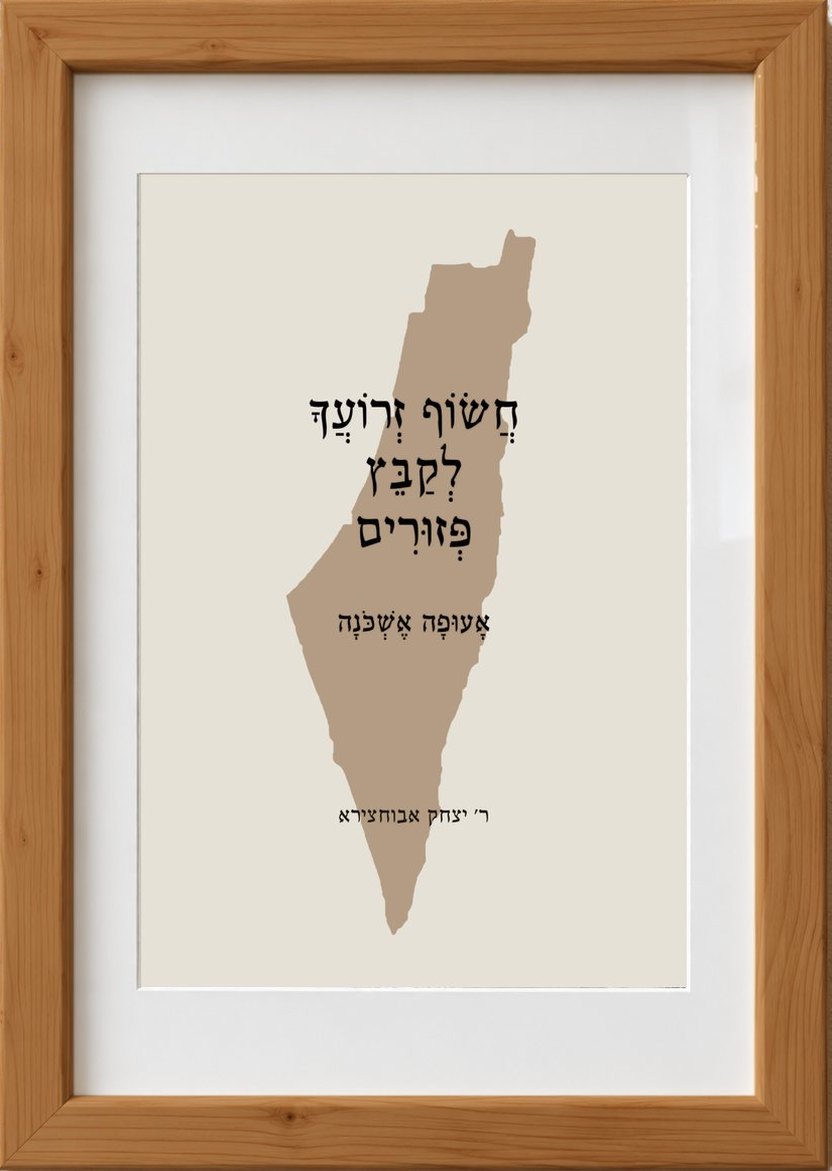 חֲשׂוֹף זְרוֹעֲךָ
לְקַבֵּץ
פְּזוּרִים
אָעוּפָה אֶשְׁכֹּנָה
ר׳ יצחק אבוחצירא